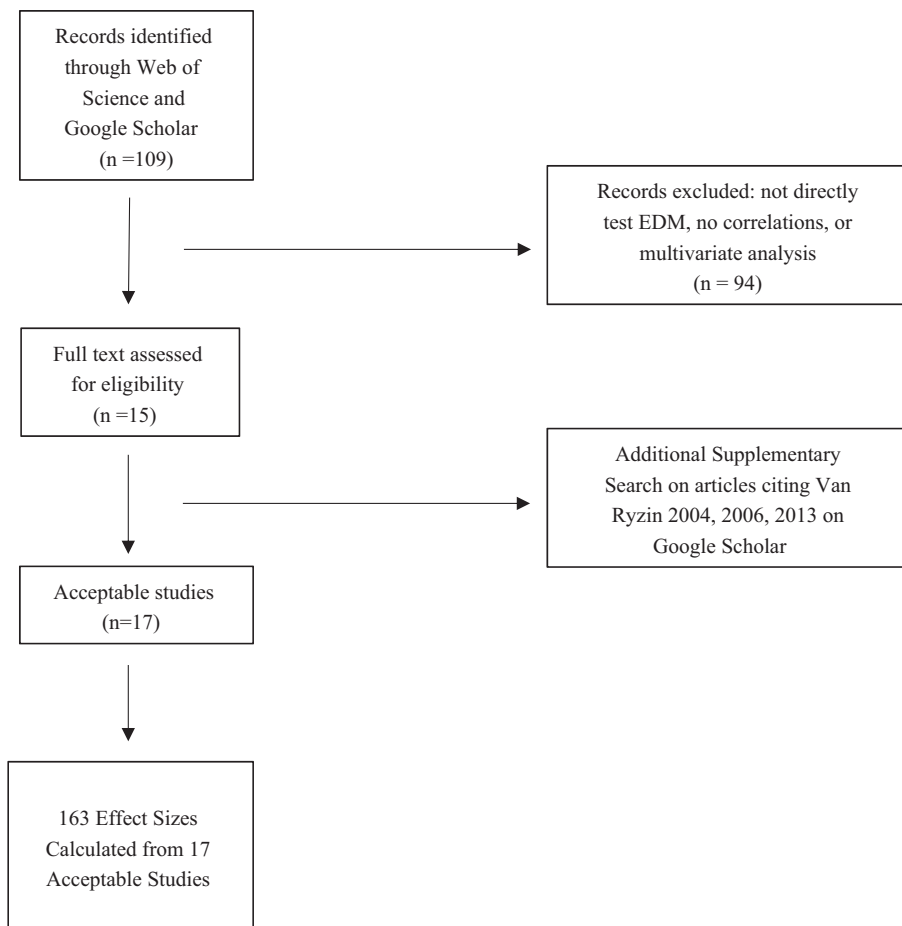 Records identified
through Web of
Science and
Google Scholar
(n =109)
Records excluded: not directly
test EDM, no correlations, or
multivariate analysis
(n = 94)
Full text assessed
for eligibility
(n =15)
Additional Supplementary
Search on articles citing Van
Ryzin 2004, 2006, 2013 on
Google Scholar
Acceptable studies
(n=17)
163 Effect Sizes
Calculated from 17
Acceptable Studies